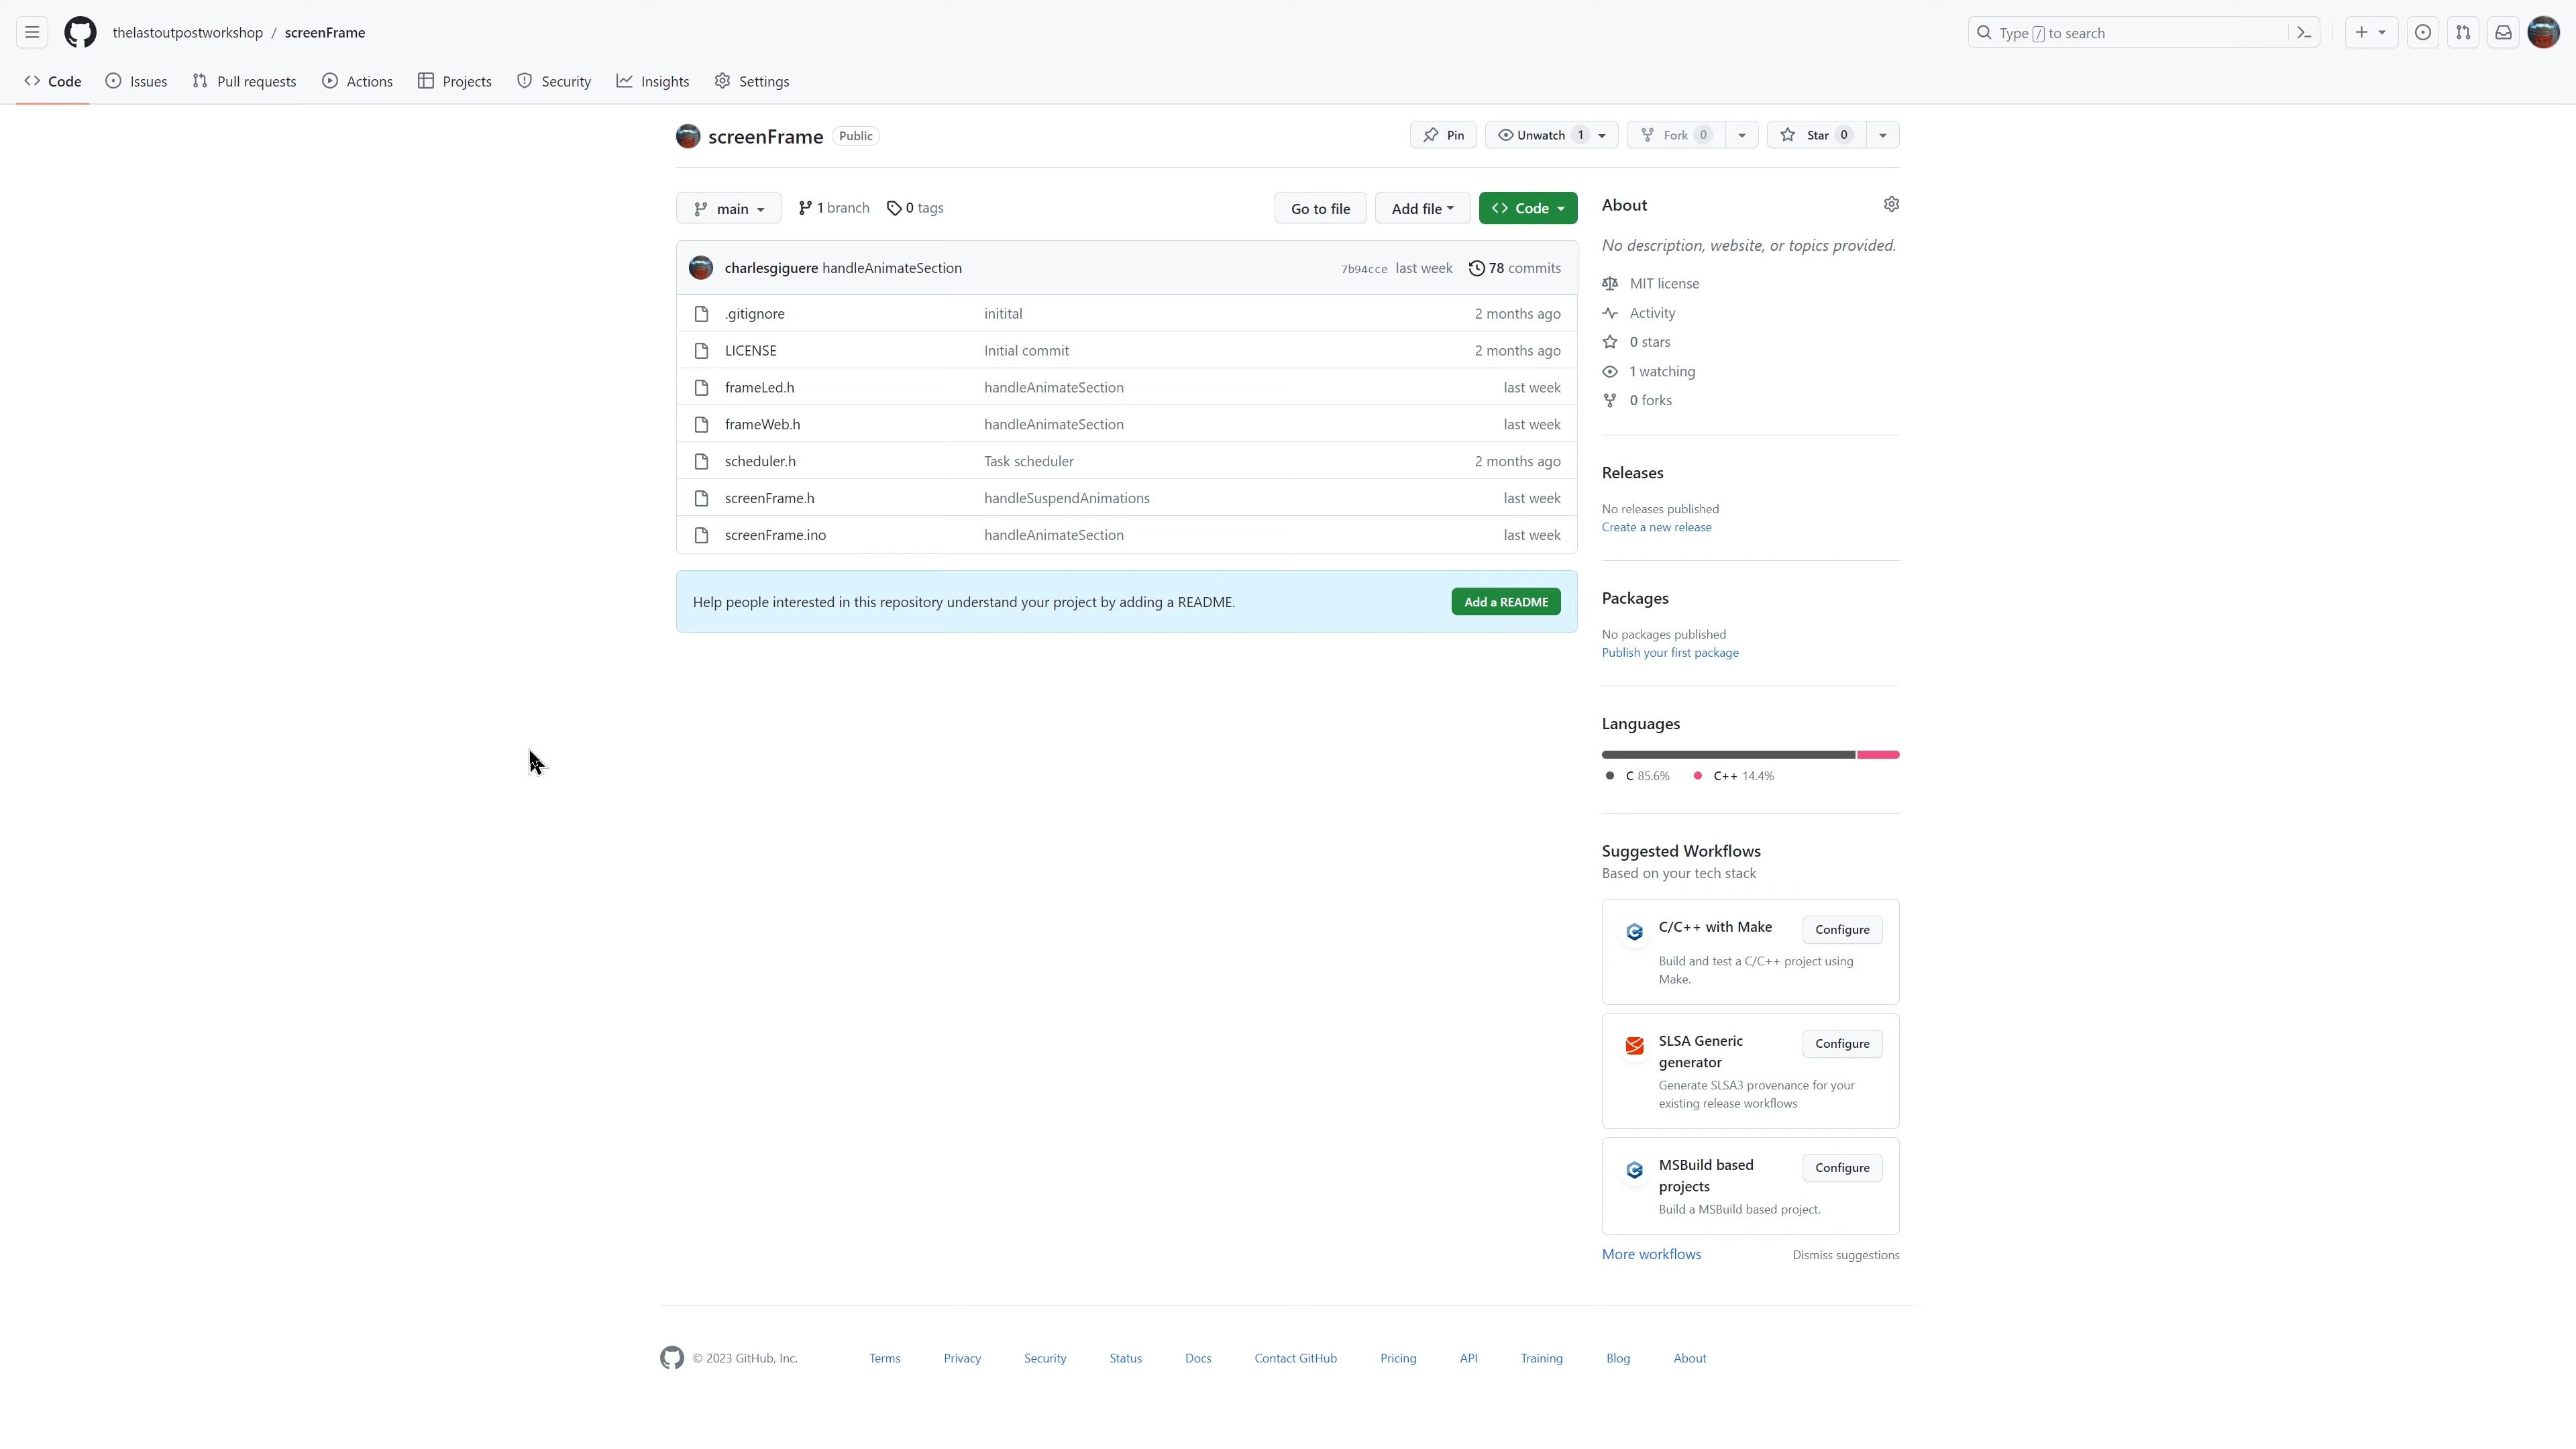 thelastoutpostworkshop / screenFrame
Type / to search
Code Issues Pull requests Actions Projects Security Insights Settings
screenFrame Public
Pin Unwatch 1 Fork 0 Star 0
main 1 branch 0 tags Go to file Add file Code
charlesgiguere handleAnimateSection 7b94cce last week 78 commits
.gitignore initital 2 months ago
LICENSE Initial commit 2 months ago
frameLed.h handleAnimateSection last week
frameWeb.h handleAnimateSection last week
scheduler.h Task scheduler 2 months ago
screenFrame.h handleSuspendAnimations last week
screenFrame.ino handleAnimateSection last week
Help people interested in this repository understand your project by adding a README. Add a README
About
No description, website, or topics provided.
MIT license
Activity
0 stars
1 watching
0 forks
Releases
No releases published
Create a new release
Packages
No packages published
Publish your first package
Languages
C 85.6% C++ 14.4%
Suggested Workflows
Based on your tech stack
C/C++ with Make Configure
Build and test a C/C++ project using
Make.
SLSA Generic
generator
Configure
Generate SLSA3 provenance for your
existing release workflows
MSBuild based
projects
Configure
Build a MSBuild based project.
More workflows Dismiss suggestions
© 2023 GitHub, Inc. Terms Privacy Security Status Docs Contact GitHub Pricing API Training Blog About